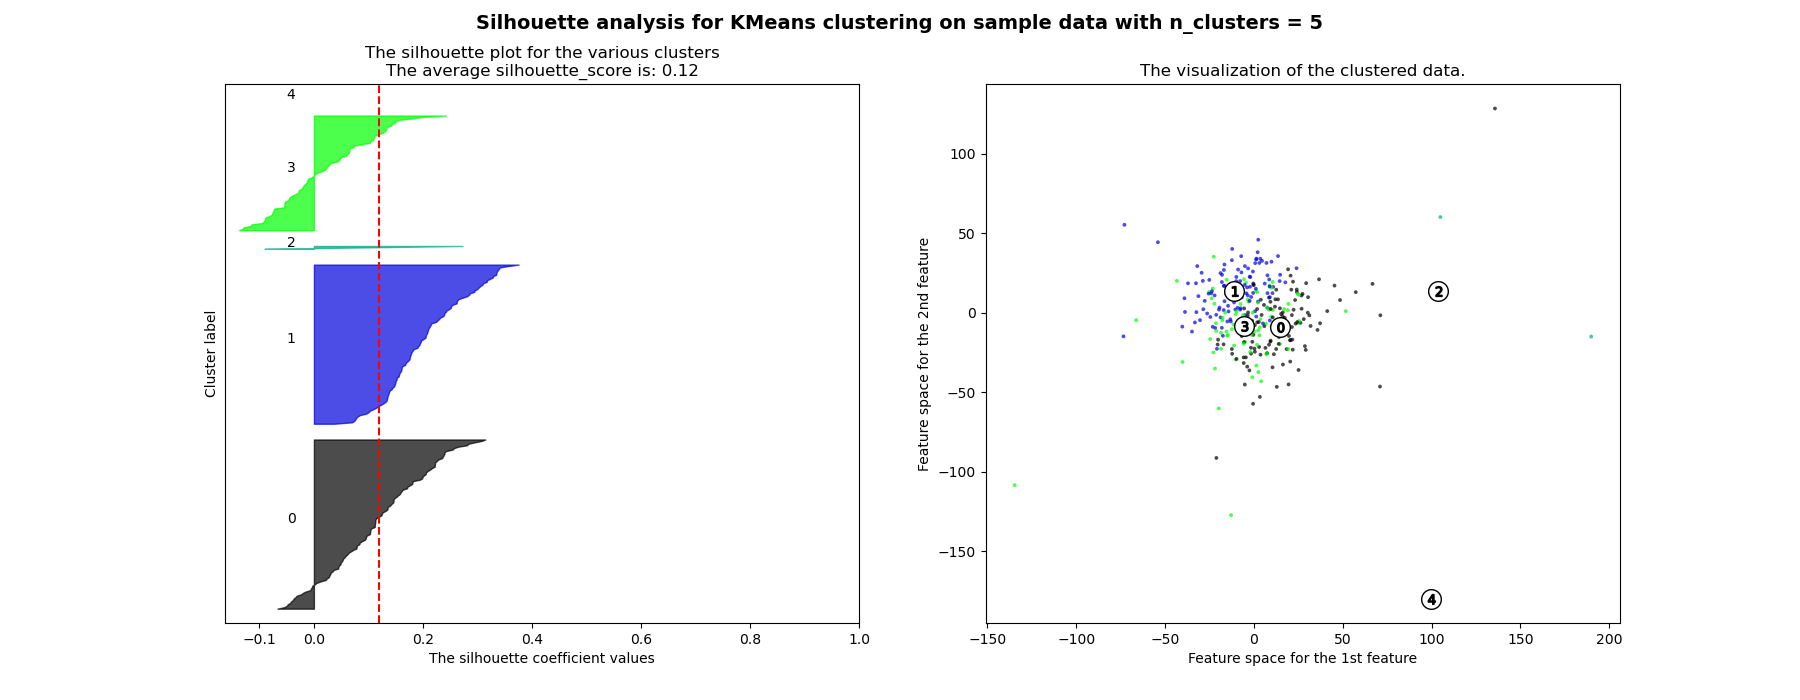 Silhouette analysis for KMeans clustering on sample data with n_clusters = 5
The silhouette plot for the various clusters
The average silhouette_score is: 0.12
4
3
2
1
0
Cluster label
−0.1 0.0 0.2 0.4 0.6 0.8 1.0
The silhouette coefficient values
The visualization of the clustered data.
100
50
0
−50
−100
−150
Feature space for the 2nd feature
1
2
3
0
4
−150 −100 −50 0 50 100 150 200
Feature space for the 1st feature